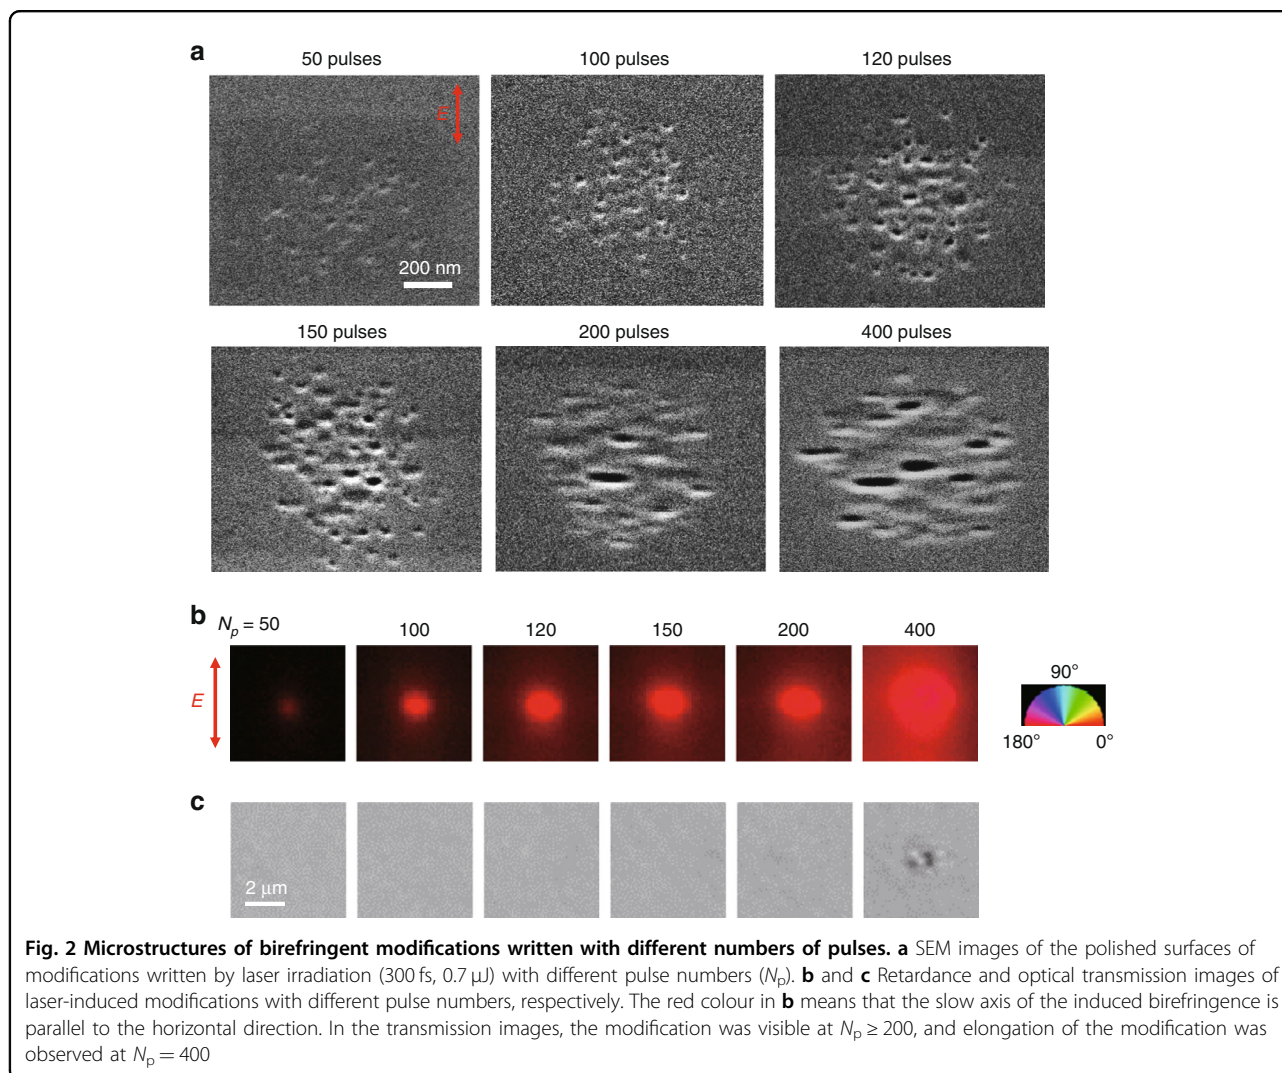 a
50 pulses
100 pulses
120 pulses
E
200 nm
150 pulses
200 pulses
400 pulses
b
Np = 50
100
120
150
200
400
E
90°
180°
0°
c
2 μm
Fig. 2 Microstructures of birefringent modifications written with different numbers of pulses. a SEM images of the polished surfaces of
modifications written by laser irradiation (300 fs, 0.7 μJ) with different pulse numbers (Np). b and c Retardance and optical transmission images of
laser-induced modifications with different pulse numbers, respectively. The red colour in b means that the slow axis of the induced birefringence is
parallel to the horizontal direction. In the transmission images, the modification was visible at Np ≥ 200, and elongation of the modification was
observed at Np = 400